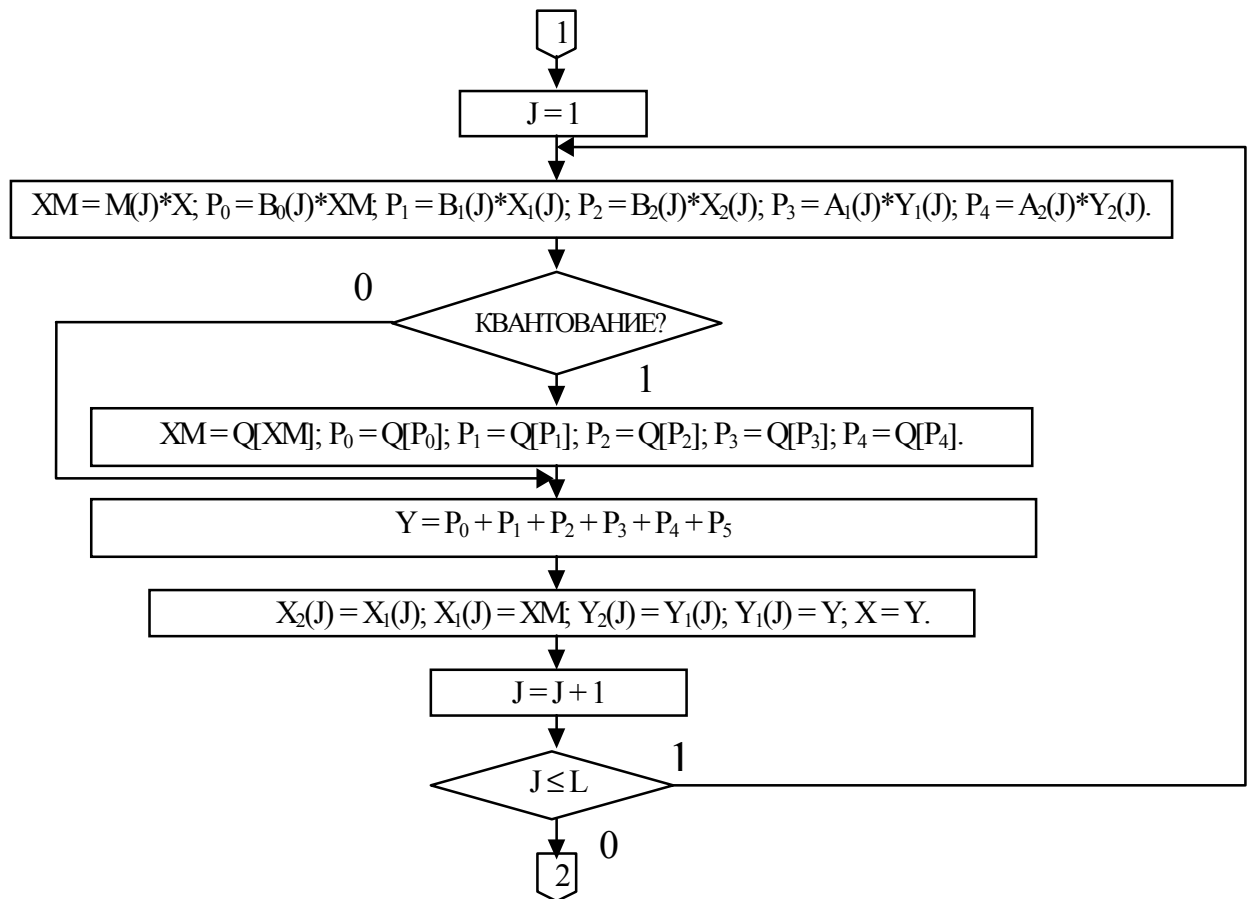 1
J = 1
XM = M(J)*X; P₀ = B₀(J)*XM; P₁ = B₁(J)*X₁(J); P₂ = B₂(J)*X₂(J); P₃ = A₁(J)*Y₁(J); P₄ = A₂(J)*Y₂(J).
0
КВАНТОВАНИЕ?
1
XM = Q[XM]; P₀ = Q[P₀]; P₁ = Q[P₁]; P₂ = Q[P₂]; P₃ = Q[P₃]; P₄ = Q[P₄].
Y = P₀ + P₁ + P₂ + P₃ + P₄ + P₅
X₂(J) = X₁(J); X₁(J) = XM; Y₂(J) = Y₁(J); Y₁(J) = Y; X = Y.
J = J + 1
J ≤ L
1
0
2